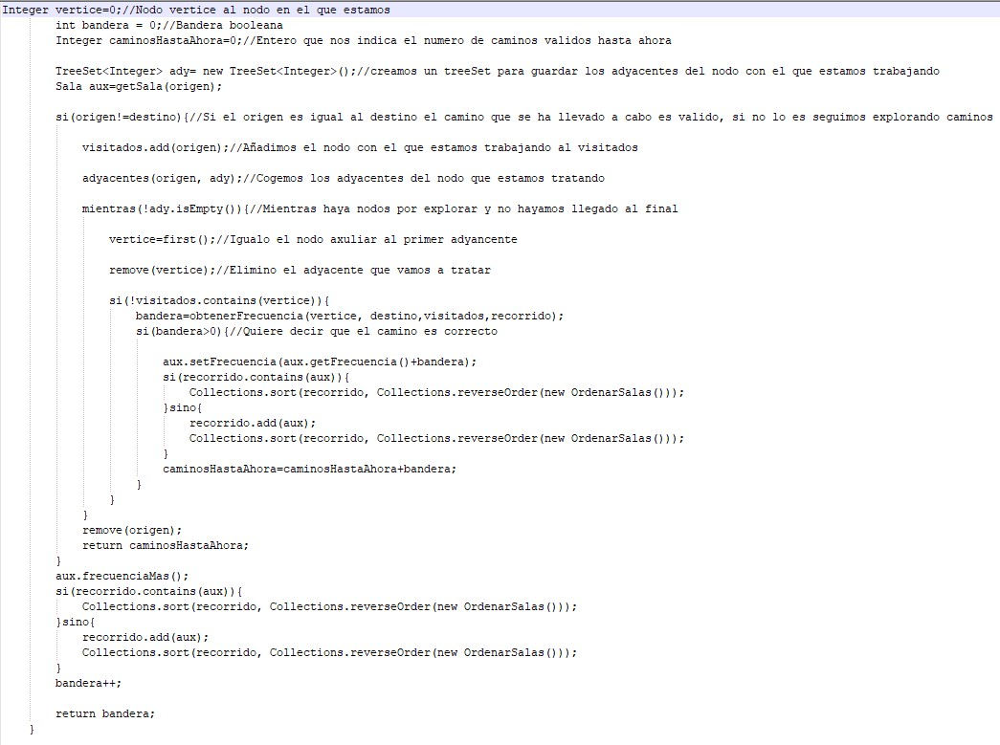 Integer vertice=0;//Nodo vertice al nodo en el que estamos
int bandera = 0;//Bandera booleana
Integer caminosHastaAhora=0;//Entero que nos indica el numero de caminos validos hasta ahora
TreeSet<Integer> ady= new TreeSet<Integer>();//creamos un treeSet para guardar los adyacentes del nodo con el que estamos trabajando
Sala aux=getSala(origen);
si(origen!=destino){//Si el origen es igual al destino el camino que se ha llevado a cabo es valido, si no lo es seguimos explorando caminos
visitados.add(origen);//Añadimos el nodo con el que estamos trabajando al visitados
adyacentes(origen, ady);//Cogemos los adyacentes del nodo que estamos tratando
mientras(!ady.isEmpty()){//Mientras haya nodos por explorar y no hayamos llegado al final
vertice=first();//Igualo el nodo axuliar al primer adyancente
remove(vertice);//Elimino el adyacente que vamos a tratar
si(!visitados.contains(vertice)){
bandera=obtenerFrecuencia(vertice, destino,visitados,recorrido);
si(bandera>0){//Quiere decir que el camino es correcto
aux.setFrecuencia(aux.getFrecuencia()+bandera);
si(recorrido.contains(aux)){
Collections.sort(recorrido, Collections.reverseOrder(new OrdenarSalas()));
}sino{
recorrido.add(aux);
Collections.sort(recorrido, Collections.reverseOrder(new OrdenarSalas()));
}
caminosHastaAhora=caminosHastaAhora+bandera;
}
}
}
remove(origen);
return caminosHastaAhora;
}
aux.frecuenciaMas();
si(recorrido.contains(aux)){
Collections.sort(recorrido, Collections.reverseOrder(new OrdenarSalas()));
}sino{
recorrido.add(aux);
Collections.sort(recorrido, Collections.reverseOrder(new OrdenarSalas()));
}
bandera++;
return bandera;
}